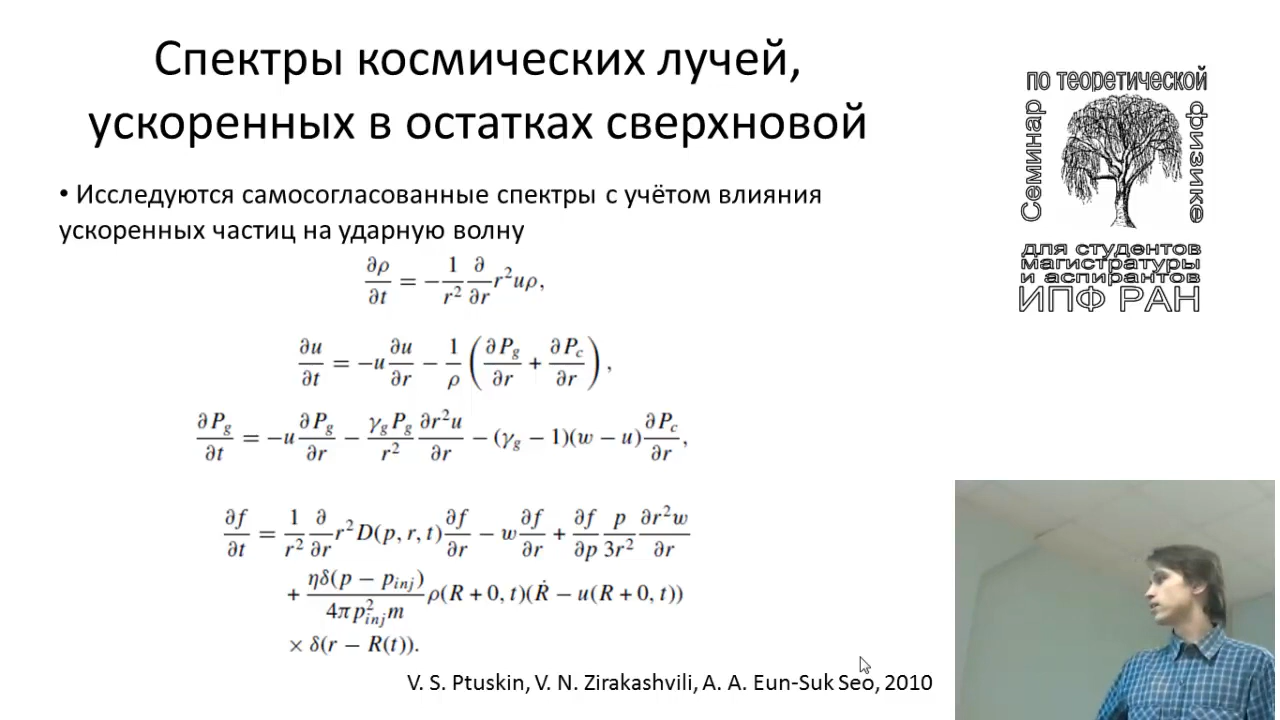 Спектры космических лучей,
ускоренных в остатках сверхновой
• Исследуются самосогласованные спектры с учётом влияния
ускоренных частиц на ударную волну
∂ρ/∂t = −(1/r²) ∂/∂r r²uρ,
∂u/∂t = −u ∂u/∂r − (1/ρ) (∂P_g/∂r + ∂P_c/∂r),
∂P_g/∂t = −u ∂P_g/∂r − (γ_g P_g/r²) ∂r²u/∂r − (γ_g − 1)(w − u) ∂P_c/∂r,
∂f/∂t = (1/r²) ∂/∂r r² D(p, r, t) ∂f/∂r − w ∂f/∂r + ∂f/∂p (p/3r²) ∂r²w/∂r
+ (ηδ(p − p_inj)/4πp²_inj m) ρ(R + 0, t)(Ṙ − u(R + 0, t))
× δ(r − R(t)).
V. S. Ptuskin, V. N. Zirakashvili, A. A. Eun-Suk Seo, 2010
Семинар
по теоретической
физике
для студентов
магистратуры
и аспирантов
ИПФ РАН